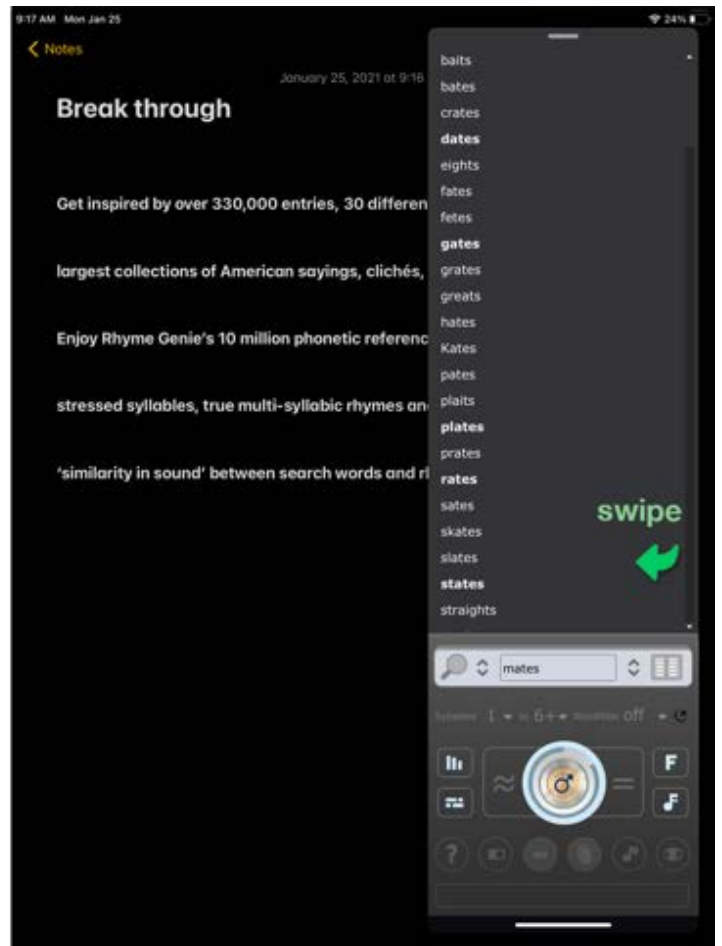 9:17 AM Mon Jan 25
24%
Notes
January 25, 2021 at 9:16
Break through
Get inspired by over 330,000 entries, 30 differen
largest collections of American sayings, clichés,
Enjoy Rhyme Genie's 10 million phonetic referenc
stressed syllables, true multi-syllabic rhymes an
'similarity in sound' between search words and r
baits
bates
crates
dates
eights
fates
fetes
gates
grates
greats
hates
Kates
pates
plaits
plates
prates
rates
sates
skates
slates
states
straights
swipe
mates
1
6+
off
≈
=
F
?